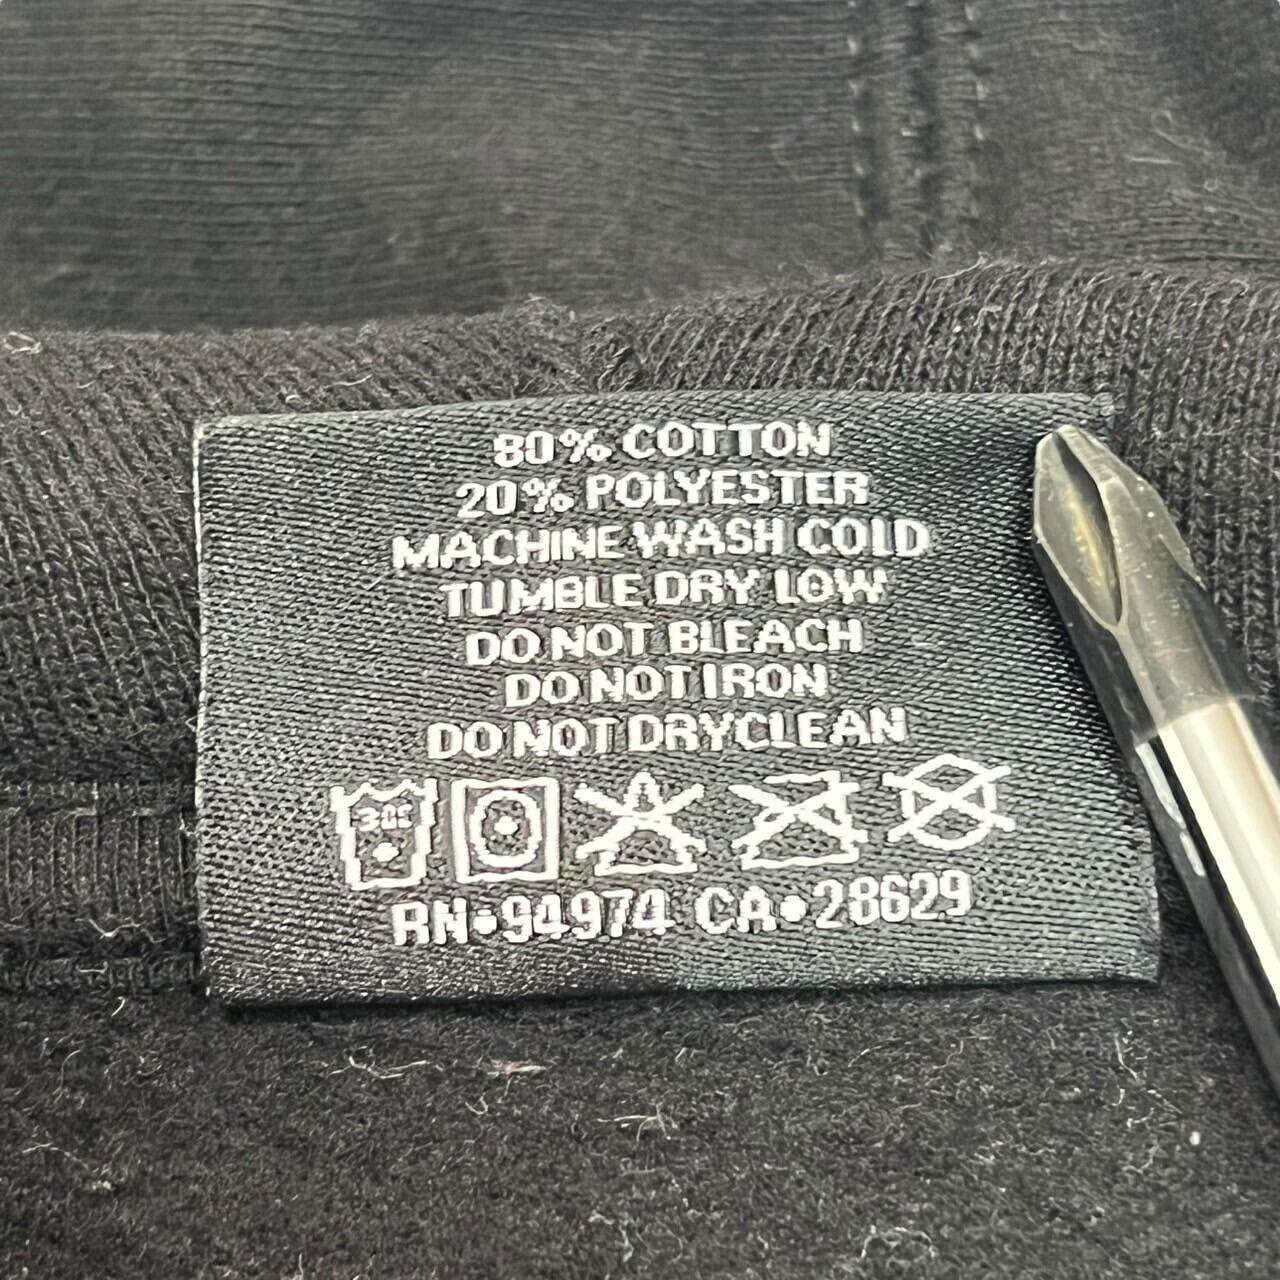 80% COTTON
20% POLYESTER
MACHINE WASH COLD
TUMBLE DRY LOW
DO NOT BLEACH
DO NOT IRON
DO NOT DRYCLEAN
30C
RN•94974 CA•28629